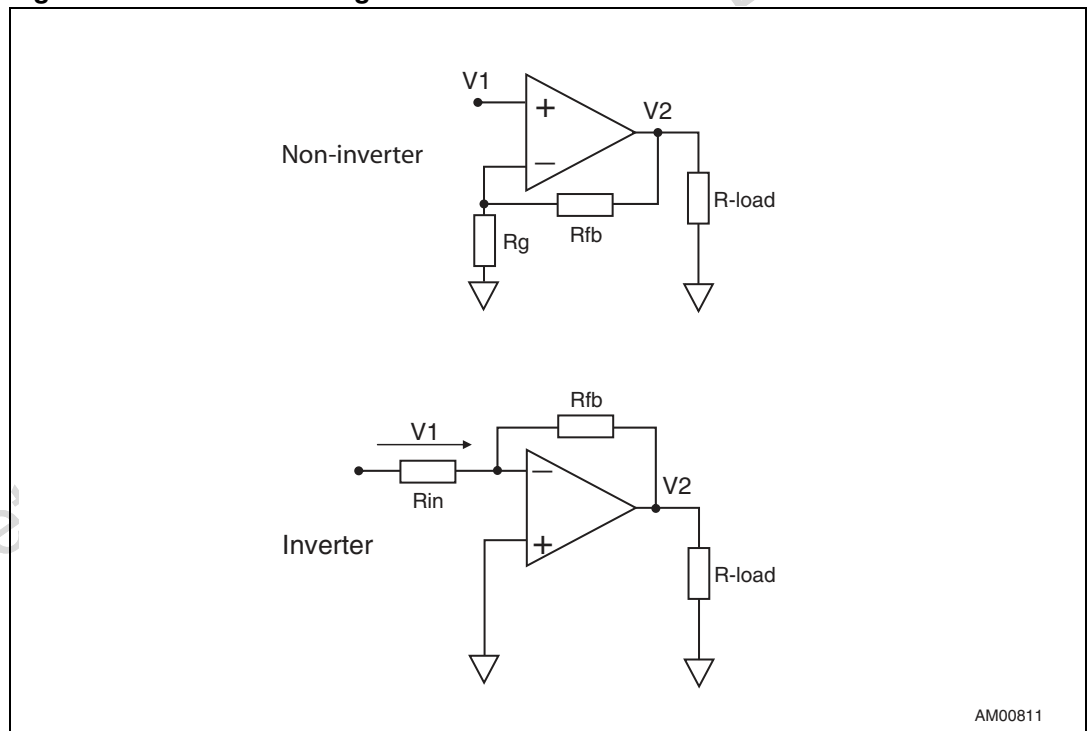 V1
+
V2
Non-inverter
−
R-load
Rfb
Rg
Rfb
V1
−
V2
Rin
Inverter
+
R-load
AM00811